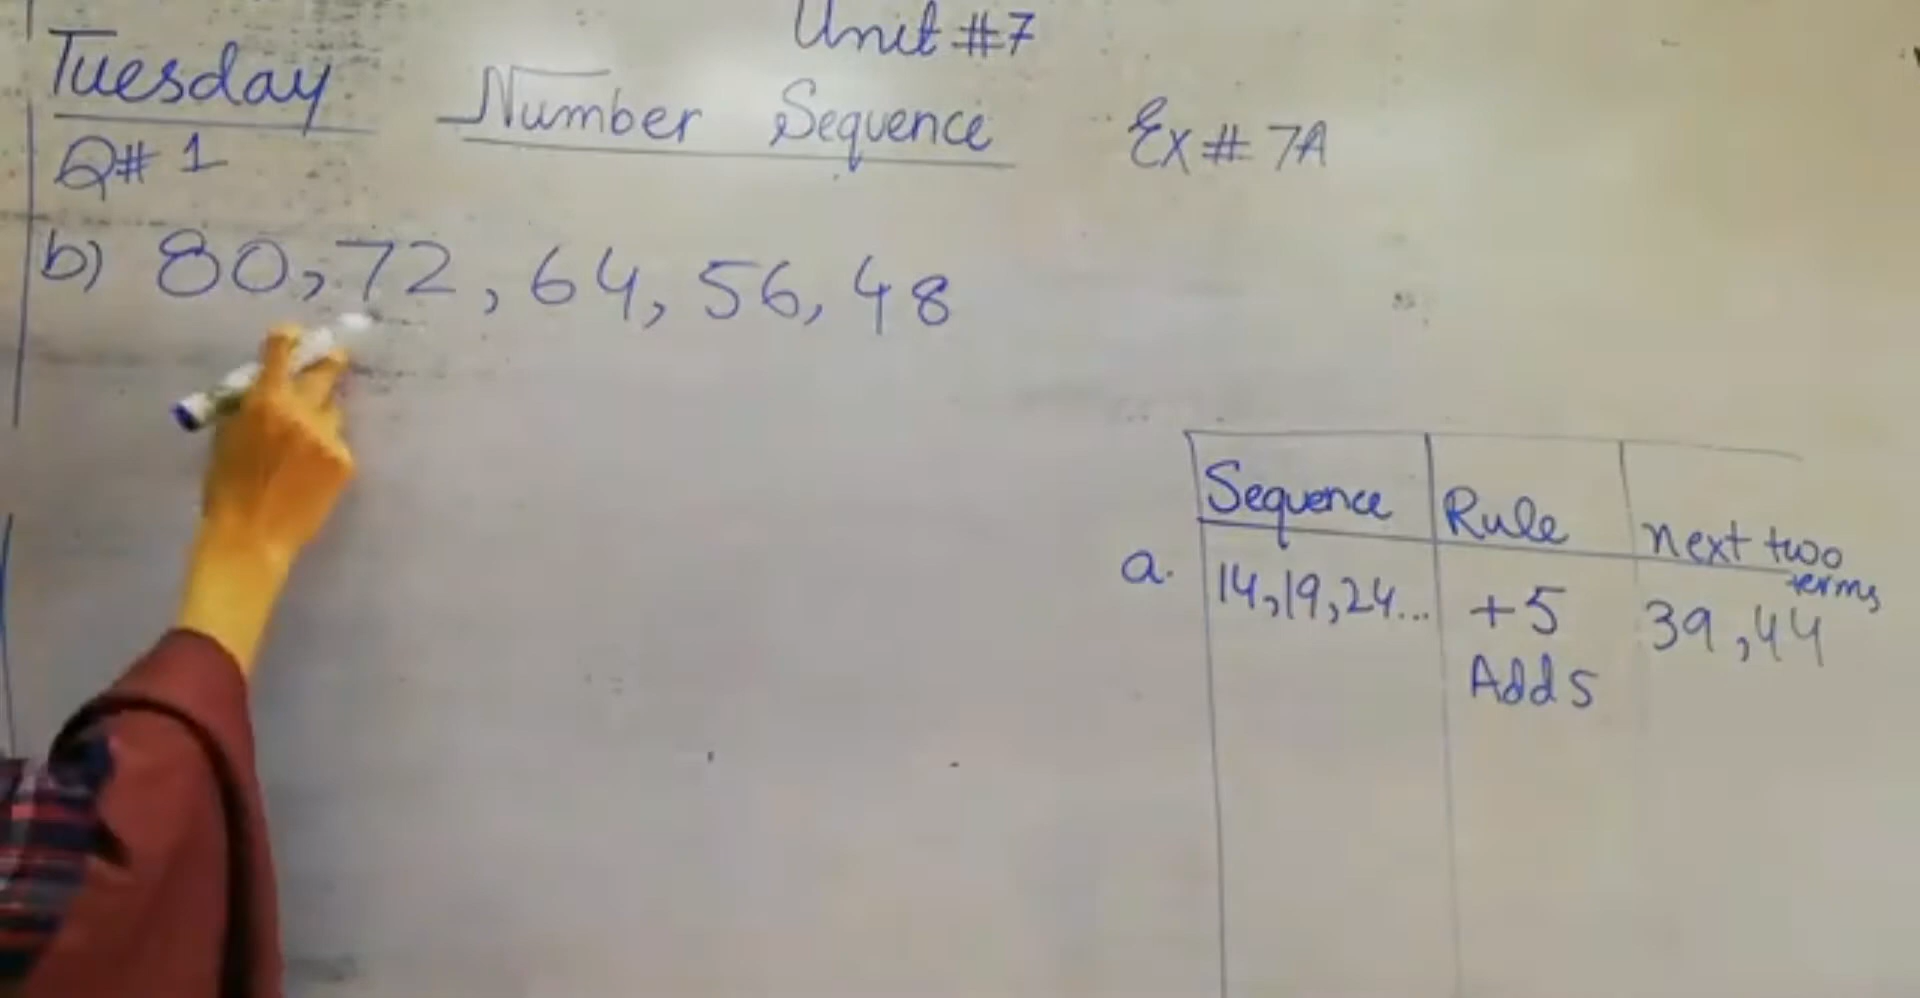 Unit #7
Tuesday
Number Sequence
Ex# 7A
Q# 1
b) 80, 72, 64, 56, 48
Sequence Rule next two terms
a. 14, 19, 24... +5 39, 44
Add 5